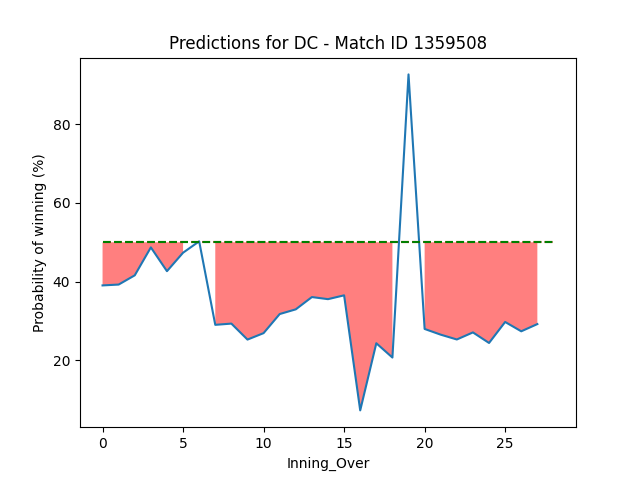 Predictions for DC - Match ID 1359508
Probability of winning (%)
80
60
40
20
0 5 10 15 20 25
Inning_Over